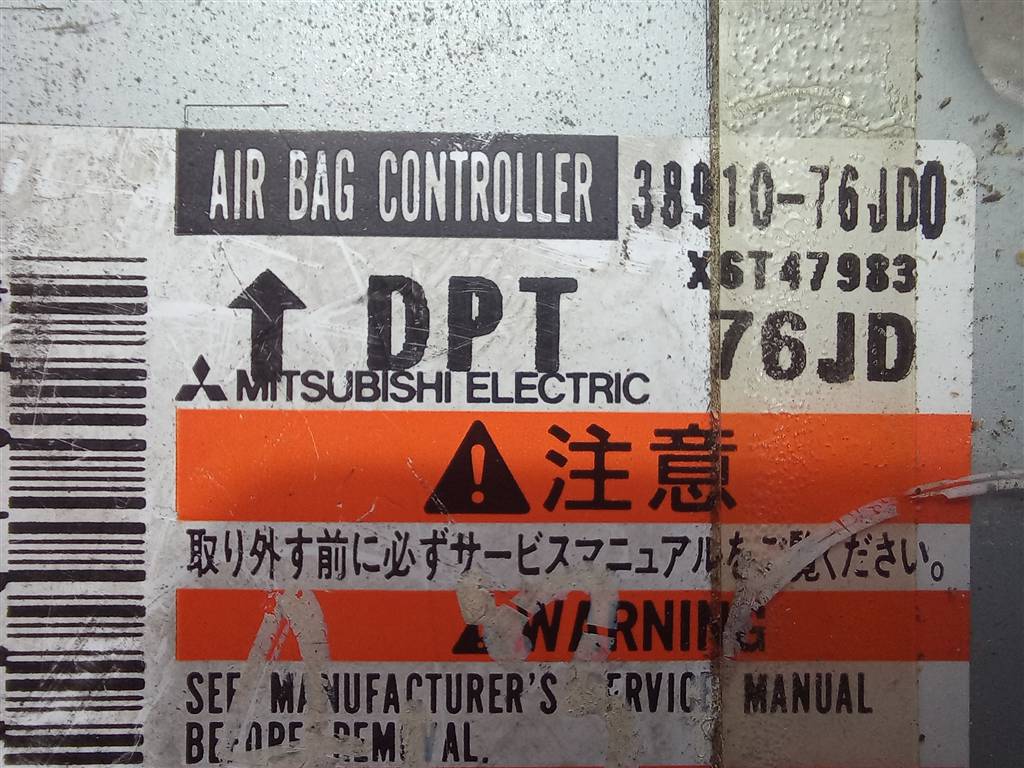 AIR BAG CONTROLLER 38910-76JD0
X6T47983
DPT 76JD
MITSUBISHI ELECTRIC
注意
取り外す前に必ずサービスマニュアルをご覧ください。
WARNING
SEE MANUFACTURER'S SERVICE MANUAL
BEFORE REMOVAL.